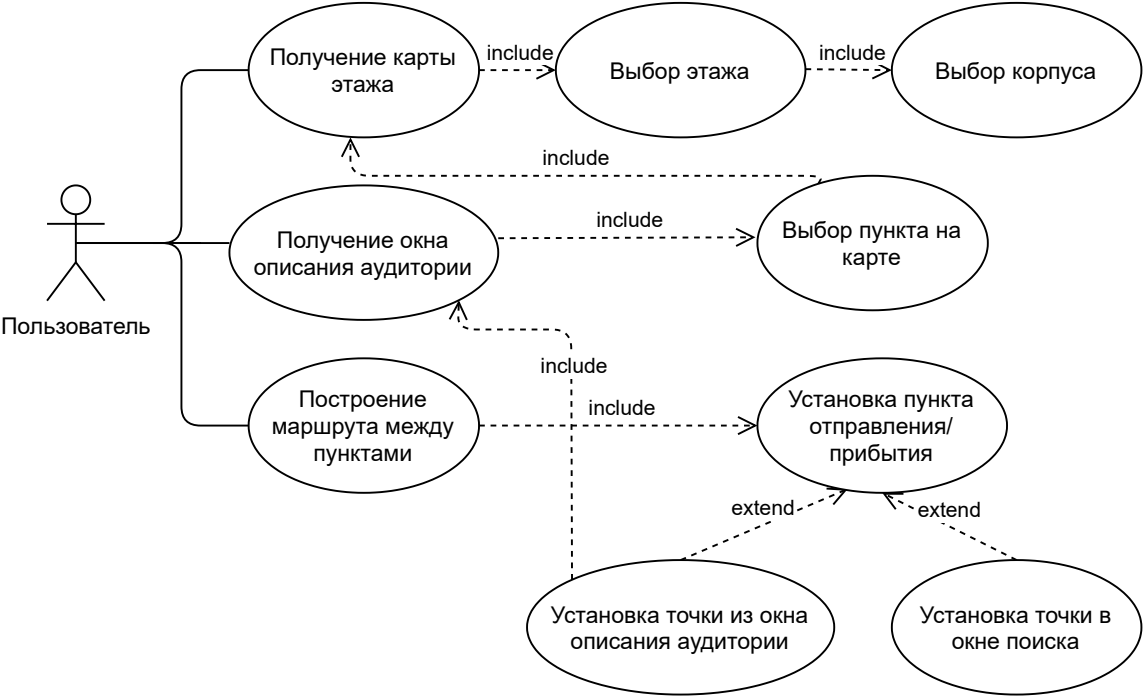 Получение карты
этажа
include
Выбор этажа
include
Выбор корпуса
include
Получение окна
описания аудитории
include
Выбор пункта на
карте
Пользователь
include
Построение
маршрута между
пунктами
include
Установка пункта
отправления/
прибытия
extend
extend
Установка точки из окна
описания аудитории
Установка точки в
окне поиска